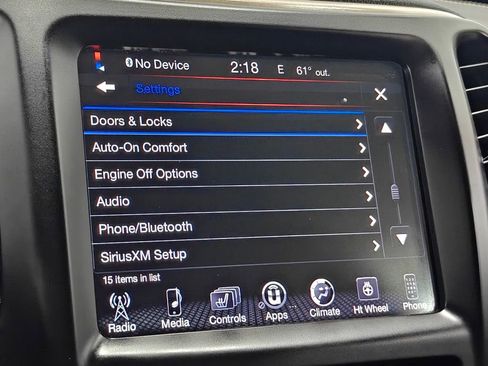 No Device 2:18 E 61° out.
Settings
Doors & Locks
Auto-On Comfort
Engine Off Options
Audio
Phone/Bluetooth
SiriusXM Setup
15 items in list
Radio Media Controls Apps Climate Ht Wheel Phone